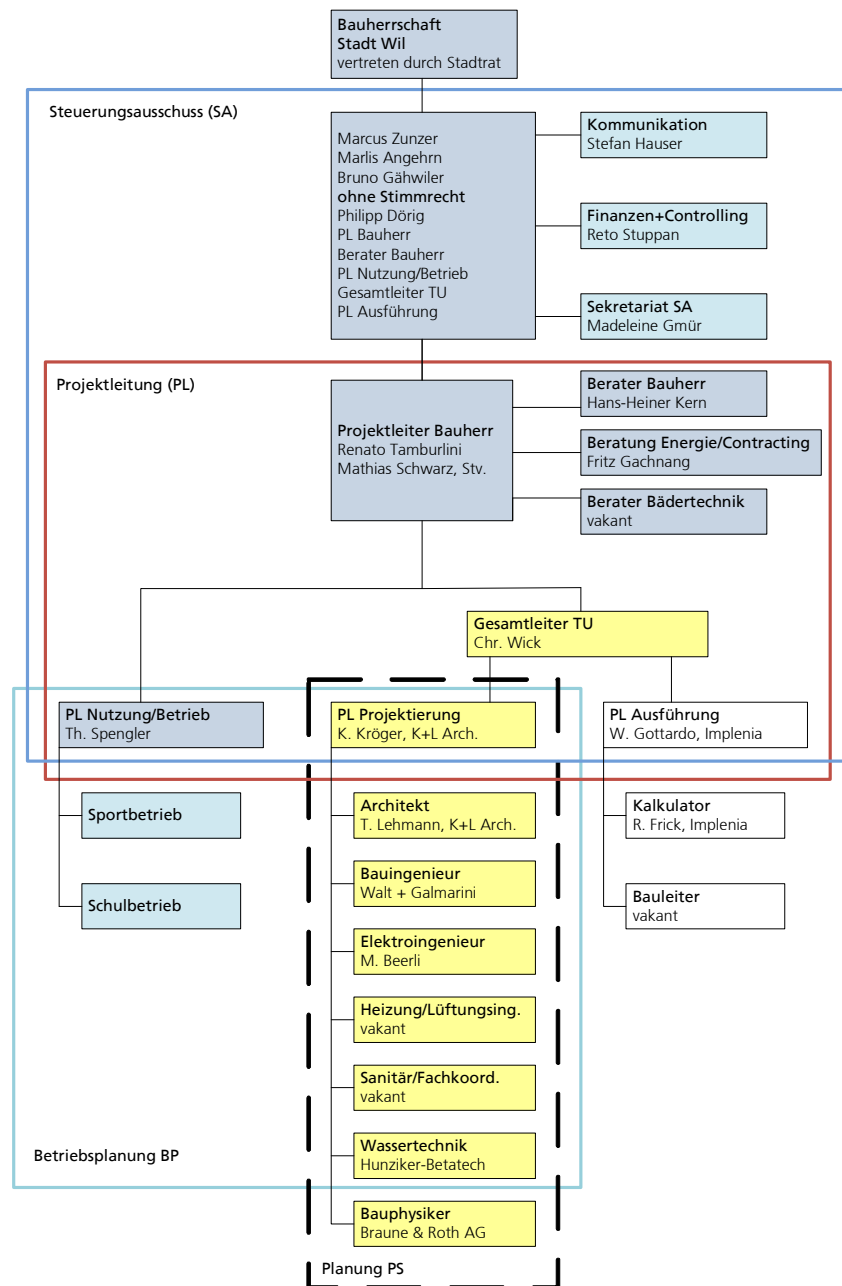 Bauherrschaft
Stadt Wil
vertreten durch Stadtrat
Steuerungsausschuss (SA)
Marcus Zunzer
Marlis Angehrn
Bruno Gähwiler
ohne Stimmrecht
Philipp Dörig
PL Bauherr
Berater Bauherr
PL Nutzung/Betrieb
Gesamtleiter TU
PL Ausführung
Kommunikation
Stefan Hauser
Finanzen+Controlling
Reto Stuppan
Sekretariat SA
Madeleine Gmür
Projektleitung (PL)
Projektleiter Bauherr
Renato Tamburlini
Mathias Schwarz, Stv.
Berater Bauherr
Hans-Heiner Kern
Beratung Energie/Contracting
Fritz Gachnang
Berater Bädertechnik
vakant
Gesamtleiter TU
Chr. Wick
PL Nutzung/Betrieb
Th. Spengler
PL Projektierung
K. Kröger, K+L Arch.
PL Ausführung
W. Gottardo, Implenia
Sportbetrieb
Schulbetrieb
Architekt
T. Lehmann, K+L Arch.
Bauingenieur
Walt + Galmarini
Elektroingenieur
M. Beerli
Heizung/Lüftungsing.
vakant
Sanitär/Fachkoord.
vakant
Wassertechnik
Hunziker-Betatech
Bauphysiker
Braune & Roth AG
Kalkulator
R. Frick, Implenia
Bauleiter
vakant
Betriebsplanung BP
Planung PS